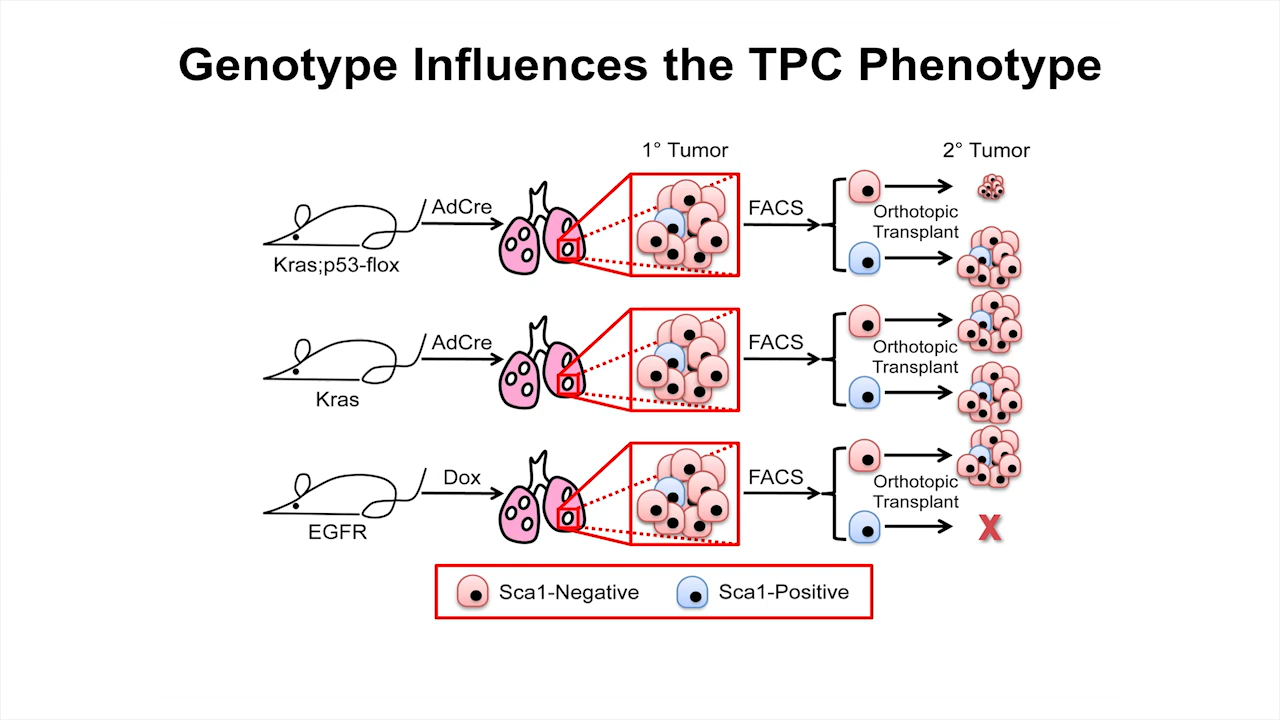 Genotype Influences the TPC Phenotype
1° Tumor
2° Tumor
AdCre
FACS
Orthotopic
Transplant
Kras;p53-flox
AdCre
FACS
Orthotopic
Transplant
Kras
Dox
FACS
Orthotopic
Transplant
EGFR
X
Sca1-Negative
Sca1-Positive